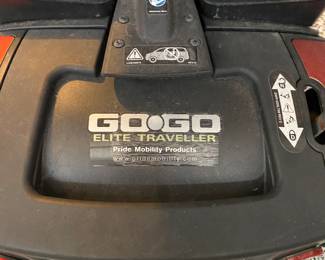 GO·GO
ELITE TRAVELLER
Pride Mobility Products
www.pridemobility.com